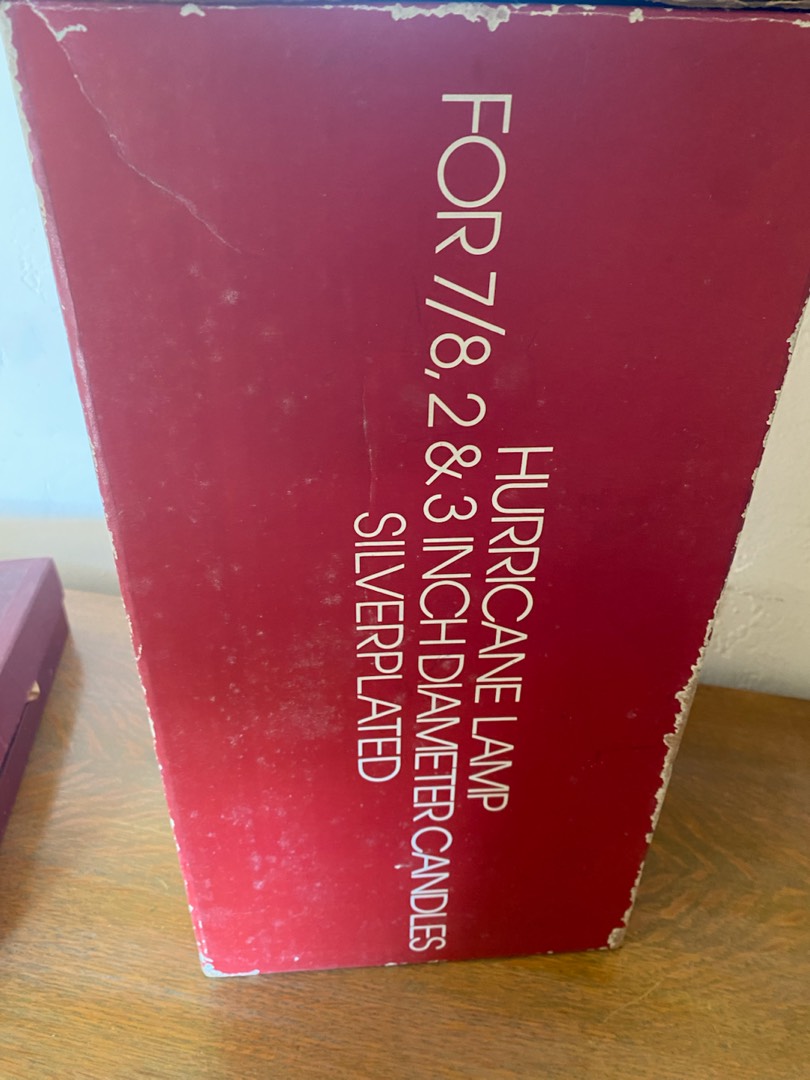 HURRICANE LAMP
FOR 7/8, 2 & 3 INCH DIAMETER CANDLES
SILVERPLATED